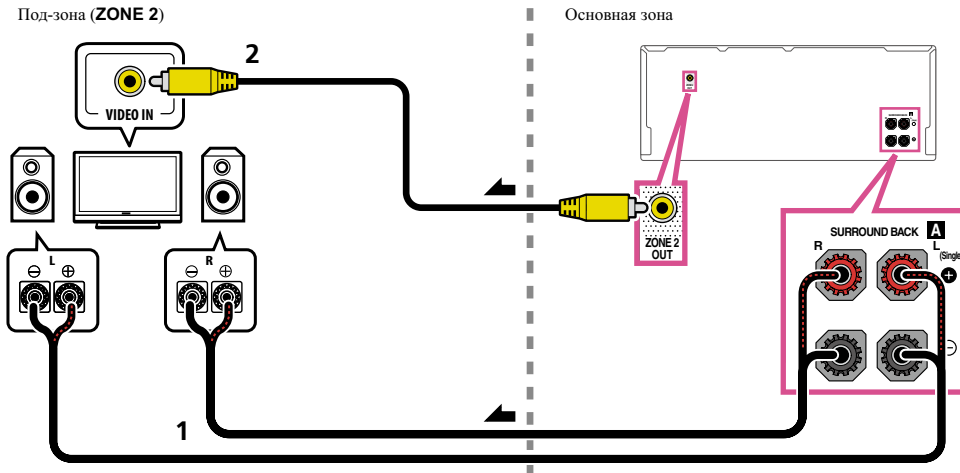 Под-зона (ZONE 2)
Основная зона
2
VIDEO IN
ZONE 2
OUT
SURROUND BACK A
R
L
(Single
L
R
1